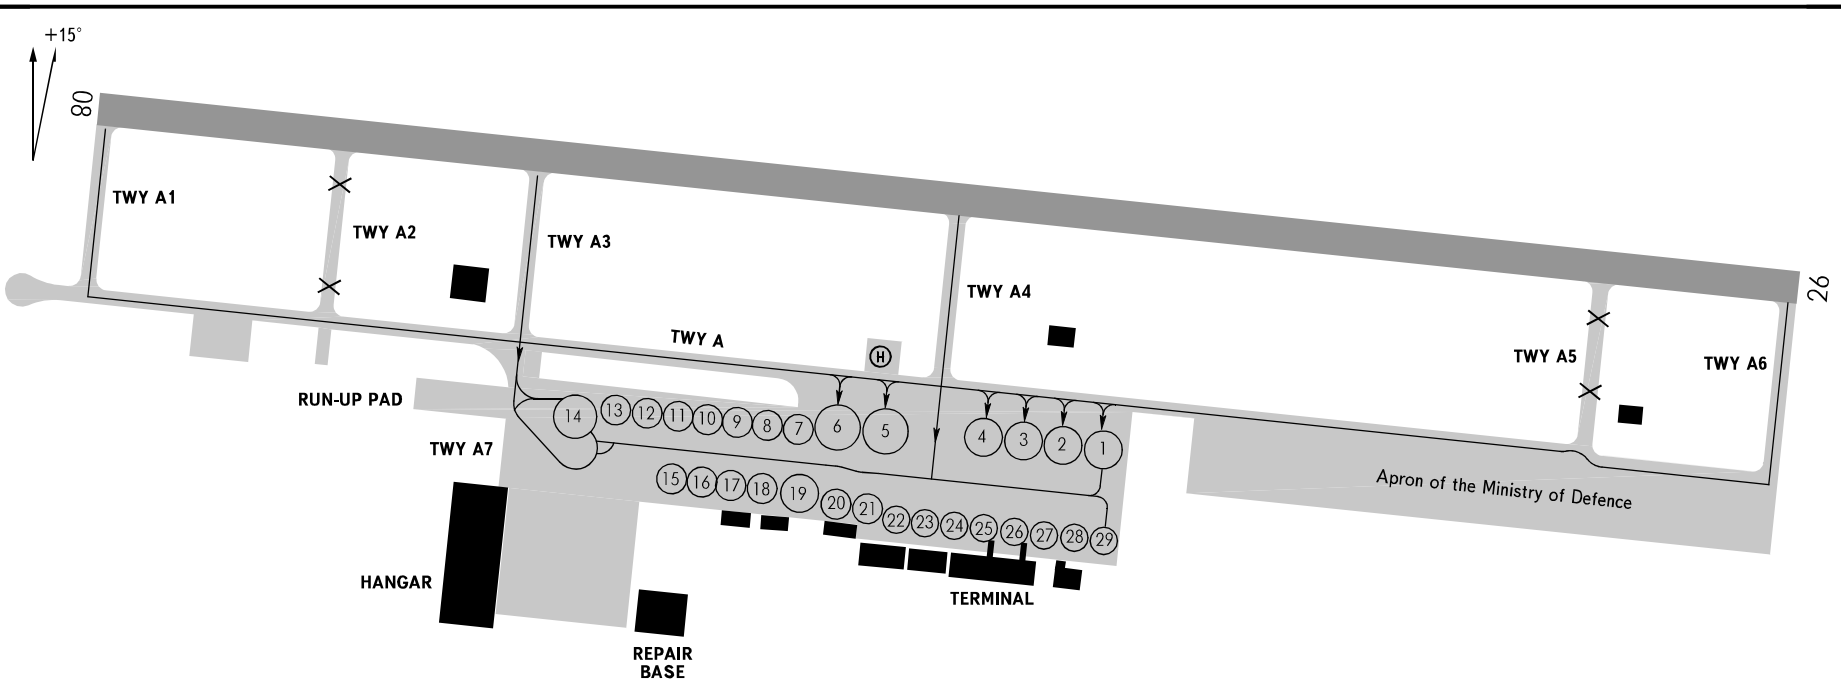 +15°
08
TWY A1
TWY A2
TWY A3
TWY A4
26
TWY A
H
TWY A5
TWY A6
RUN-UP PAD
14
13
12
11
10
9
8
7
6
5
4
3
2
1
TWY A7
15
16
17
18
19
20
21
22
23
24
25
26
27
28
29
Apron of the Ministry of Defence
HANGAR
TERMINAL
REPAIR
BASE